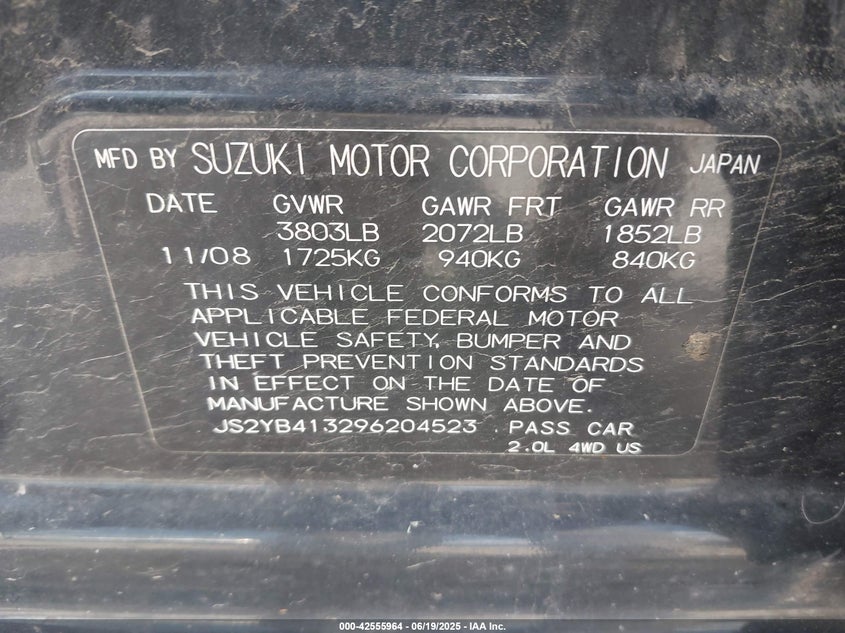 MFD BY SUZUKI MOTOR CORPORATION JAPAN
DATE GVWR GAWR FRT GAWR RR
3803LB 2072LB 1852LB
11/08 1725KG 940KG 840KG
THIS VEHICLE CONFORMS TO ALL
APPLICABLE FEDERAL MOTOR
VEHICLE SAFETY, BUMPER AND
THEFT PREVENTION STANDARDS
IN EFFECT ON THE DATE OF
MANUFACTURE SHOWN ABOVE.
JS2YB413296204523 . PASS CAR
2.0L 4WD US
000-42555964 - 06/19/2025 - IAA Inc.